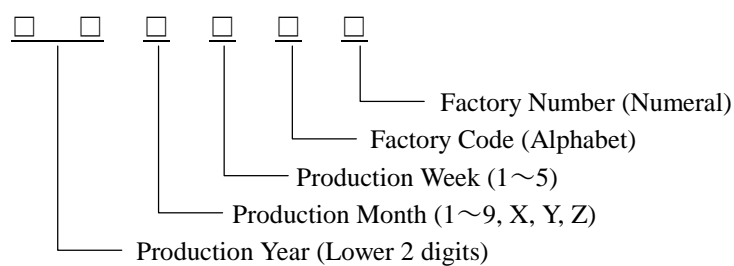 □ □ □ □ □ □
Factory Number (Numeral)
Factory Code (Alphabet)
Production Week (1～5)
Production Month (1～9, X, Y, Z)
Production Year (Lower 2 digits)